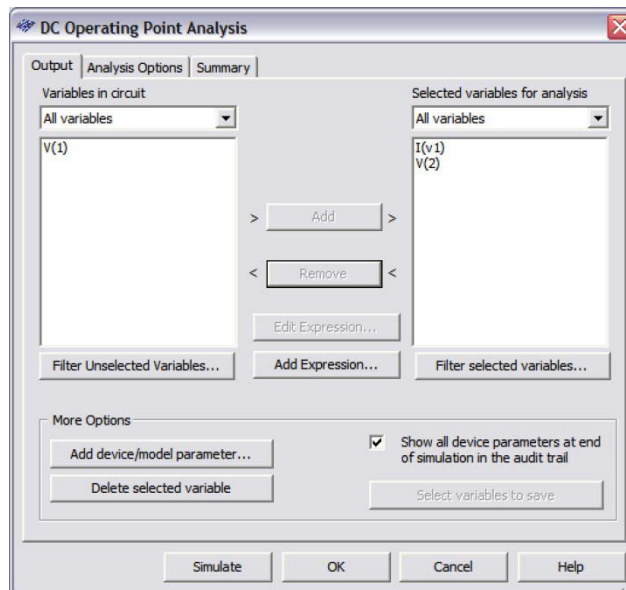 DC Operating Point Analysis
Output
Analysis Options
Summary
Variables in circuit
Selected variables for analysis
All variables
All variables
V(1)
I(v1)
V(2)
> Add >
< Remove <
Edit Expression...
Filter Unselected Variables...
Add Expression...
Filter selected variables...
More Options
Add device/model parameter...
Show all device parameters at end
of simulation in the audit trail
Delete selected variable
Select variables to save
Simulate
OK
Cancel
Help